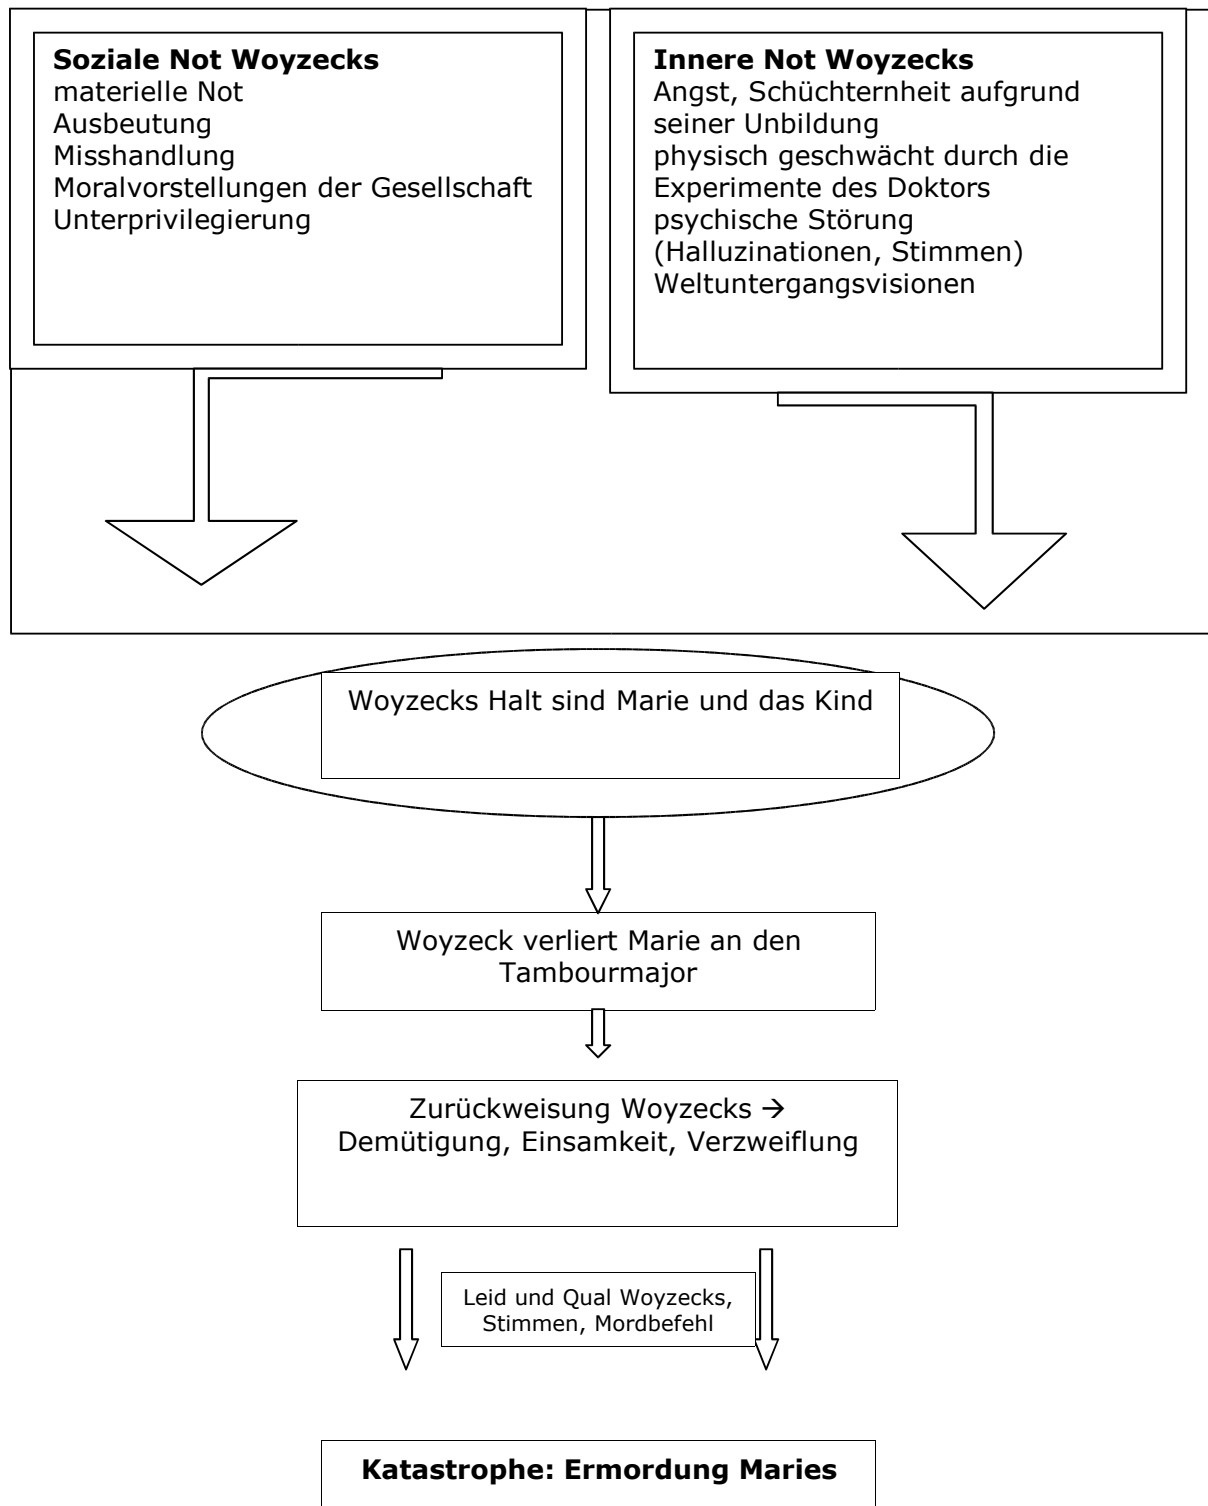 Soziale Not Woyzecks
materielle Not
Ausbeutung
Misshandlung
Moralvorstellungen der Gesellschaft
Unterprivilegierung
Innere Not Woyzecks
Angst, Schüchternheit aufgrund
seiner Unbildung
physisch geschwächt durch die
Experimente des Doktors
psychische Störung
(Halluzinationen, Stimmen)
Weltuntergangsvisionen
Woyzecks Halt sind Marie und das Kind
Woyzeck verliert Marie an den
Tambourmajor
Zurückweisung Woyzecks →
Demütigung, Einsamkeit, Verzweiflung
Leid und Qual Woyzecks,
Stimmen, Mordbefehl
Katastrophe: Ermordung Maries